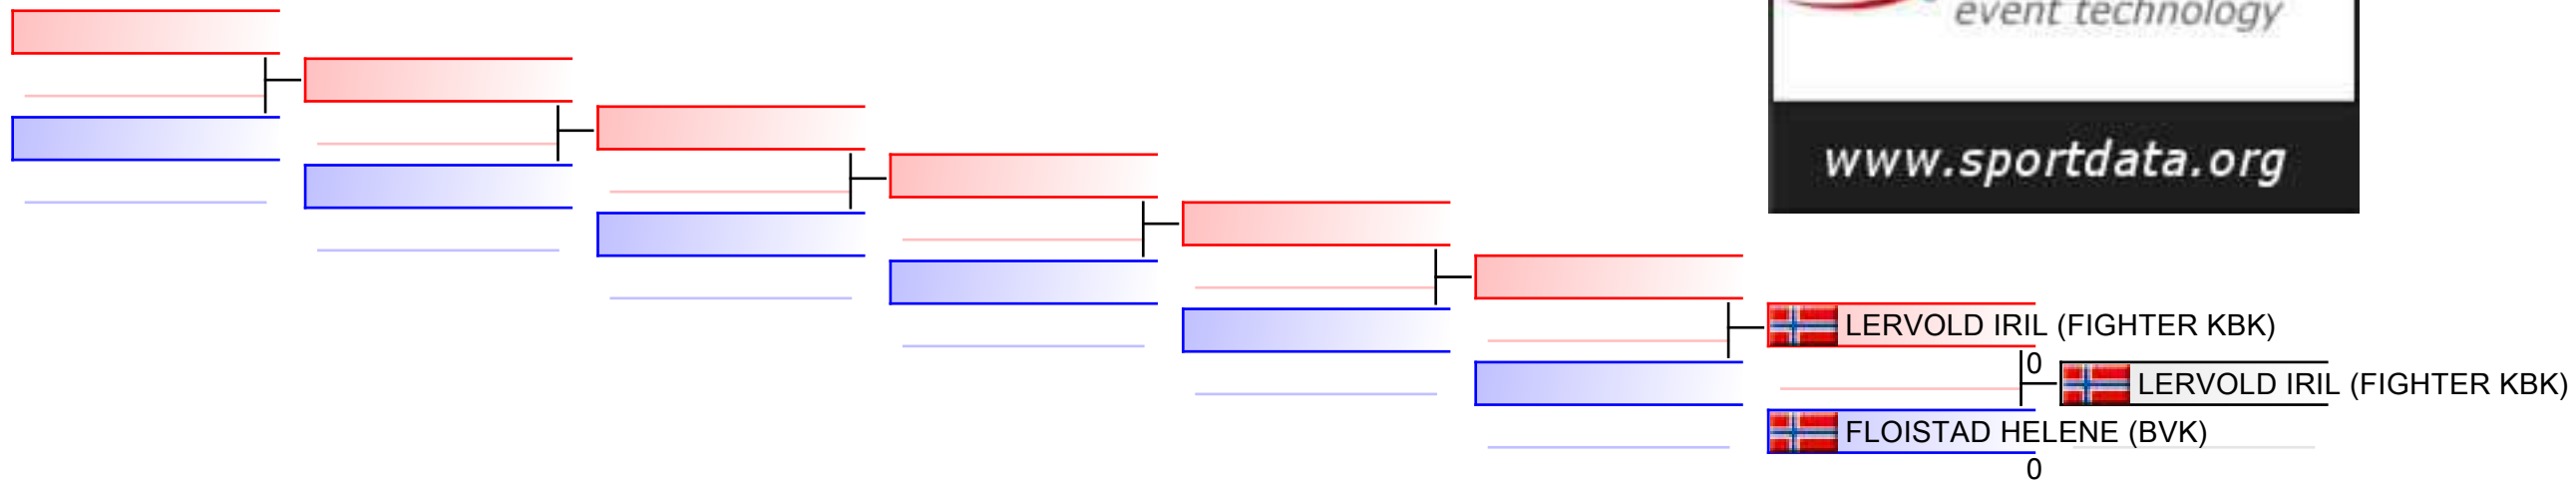 event technology
www.sportdata.org
LERVOLD IRIL (FIGHTER KBK)
0
LERVOLD IRIL (FIGHTER KBK)
FLOISTAD HELENE (BVK)
0